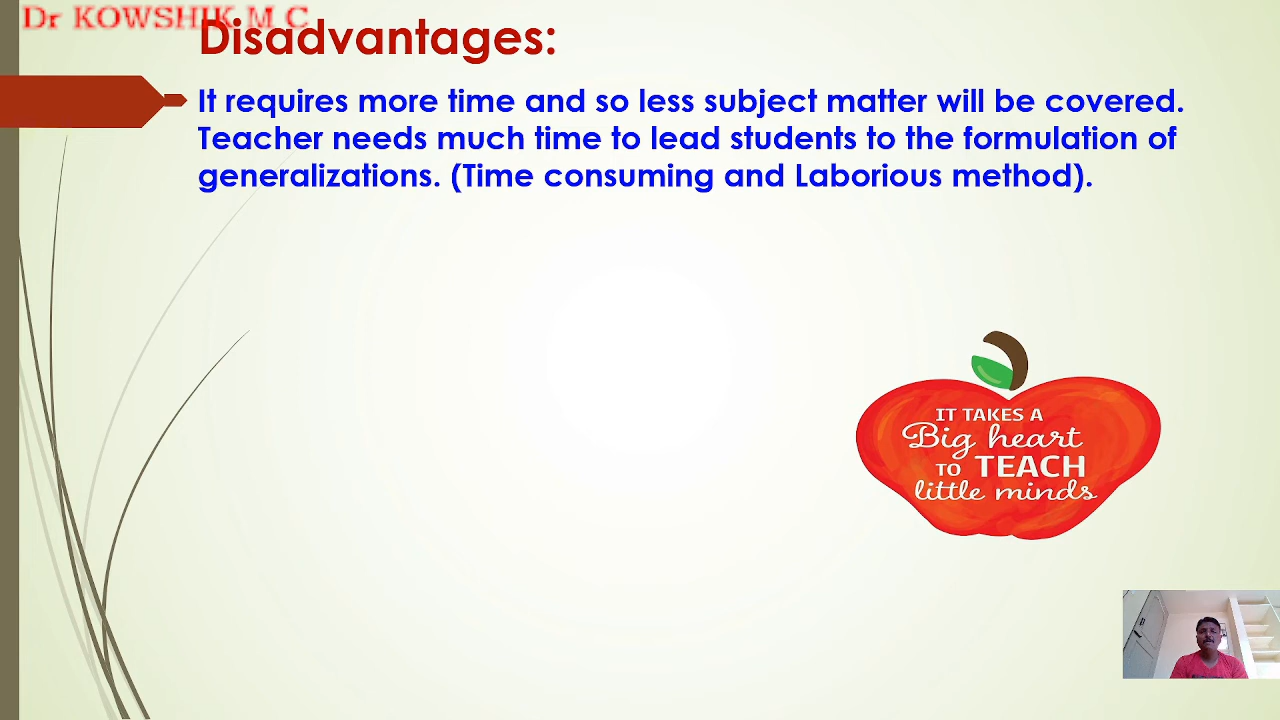 Dr KOWSHIK M C
Disadvantages:
It requires more time and so less subject matter will be covered.
Teacher needs much time to lead students to the formulation of
generalizations. (Time consuming and Laborious method).
IT TAKES A
Big heart
TO TEACH
little minds